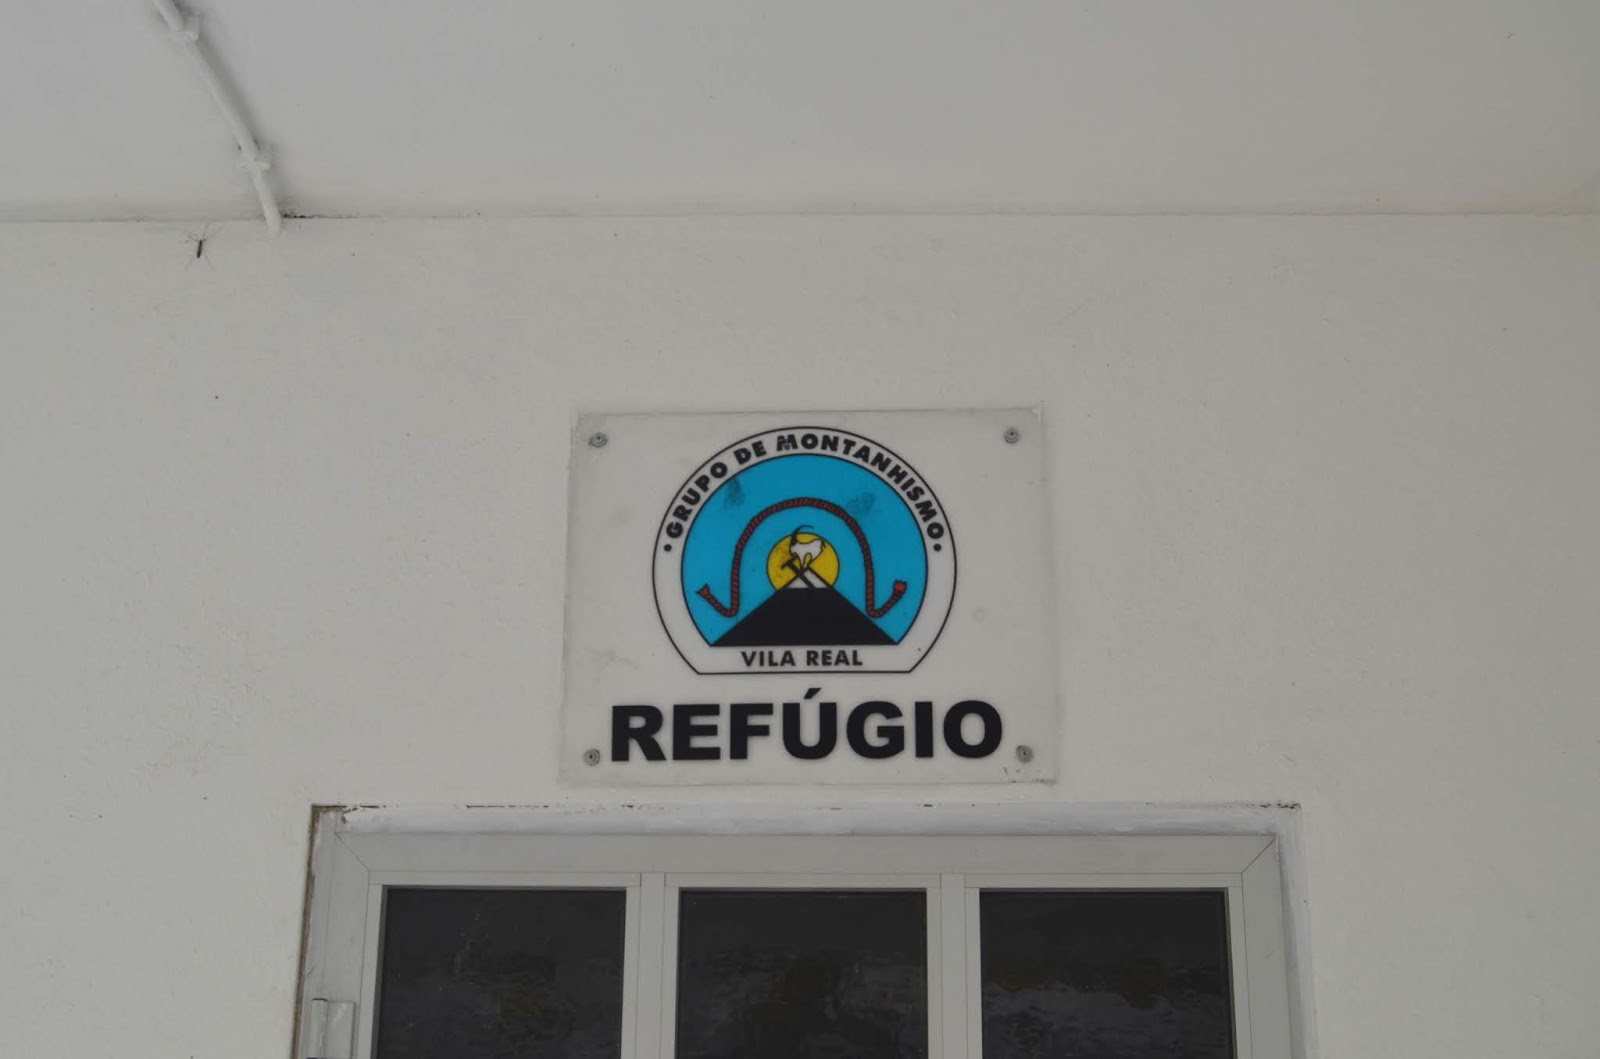 • GRUPO DE MONTANHISMO •
VILA REAL
REFÚGIO